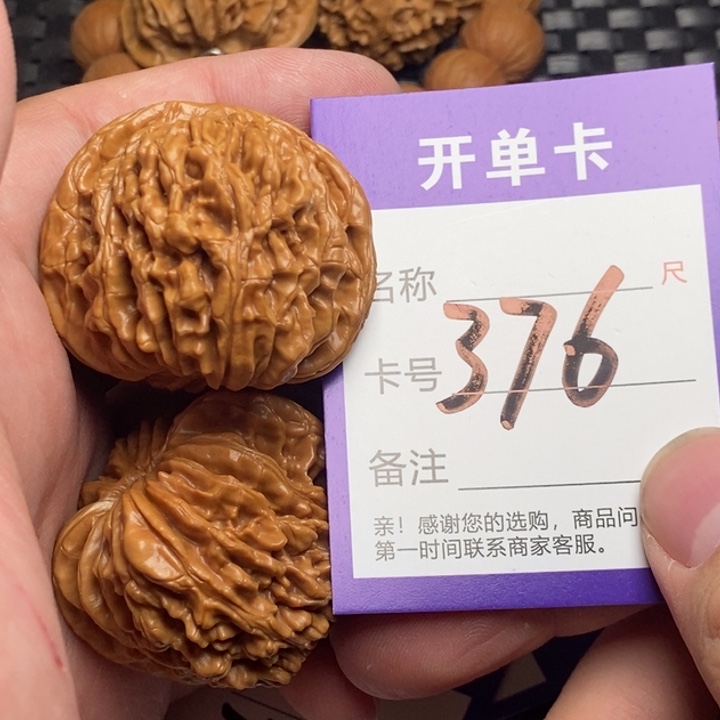 开单卡
名称 尺
卡号 376
备注
亲！感谢您的选购，商品问
第一时间联系商家客服。